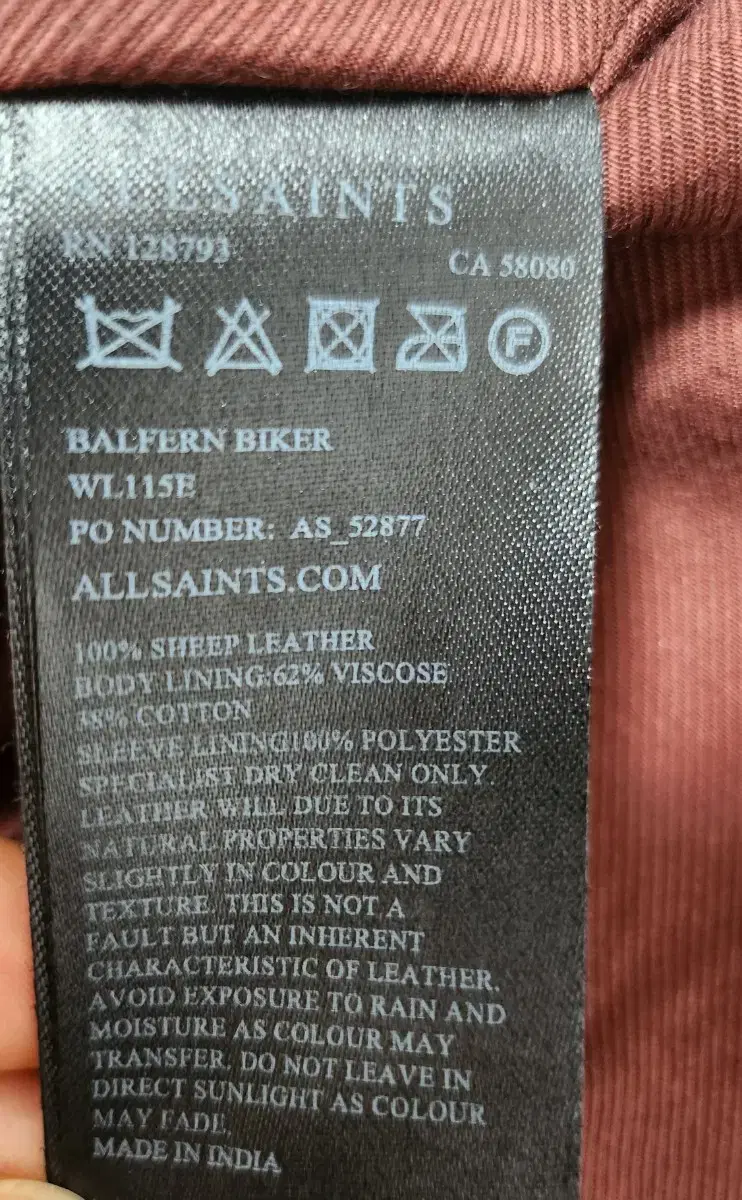 ALLSAINTS
RN 128793
CA 58080
F
BALFERN BIKER
WL115E
PO NUMBER: AS_52877
ALLSAINTS.COM
100% SHEEP LEATHER
BODY LINING:62% VISCOSE
38% COTTON
SLEEVE LINING100% POLYESTER
SPECIALIST DRY CLEAN ONLY.
LEATHER WILL DUE TO ITS
NATURAL PROPERTIES VARY
SLIGHTLY IN COLOUR AND
TEXTURE. THIS IS NOT A
FAULT BUT AN INHERENT
CHARACTERISTIC OF LEATHER.
AVOID EXPOSURE TO RAIN AND
MOISTURE AS COLOUR MAY
TRANSFER. DO NOT LEAVE IN
DIRECT SUNLIGHT AS COLOUR
MAY FADE
MADE IN INDIA